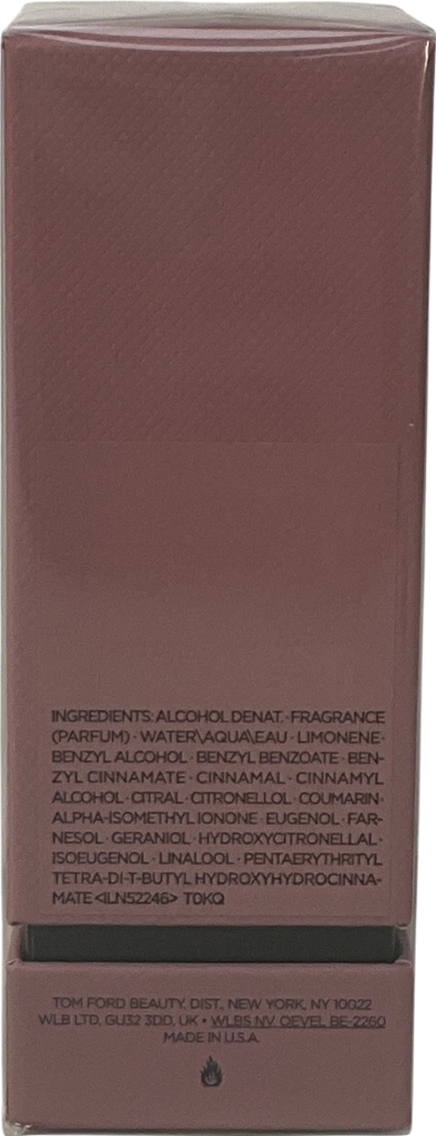 INGREDIENTS: ALCOHOL DENAT. · FRAGRANCE
(PARFUM) · WATER\AQUA\EAU · LIMONENE ·
BENZYL ALCOHOL · BENZYL BENZOATE · BEN-
ZYL CINNAMATE · CINNAMAL · CINNAMYL
ALCOHOL · CITRAL · CITRONELLOL · COUMARIN ·
ALPHA-ISOMETHYL IONONE · EUGENOL · FAR-
NESOL · GERANIOL · HYDROXYCITRONELLAL ·
ISOEUGENOL · LINALOOL · PENTAERYTHRITYL
TETRA-DI-T-BUTYL HYDROXYHYDROCINNA-
MATE <ILN52246> T0KQ
TOM FORD BEAUTY, DIST. NEW YORK, NY 10022
WLB LTD, GU32 3DD, UK • WLBS NV, OEVEL BE-2260
MADE IN U.S.A.